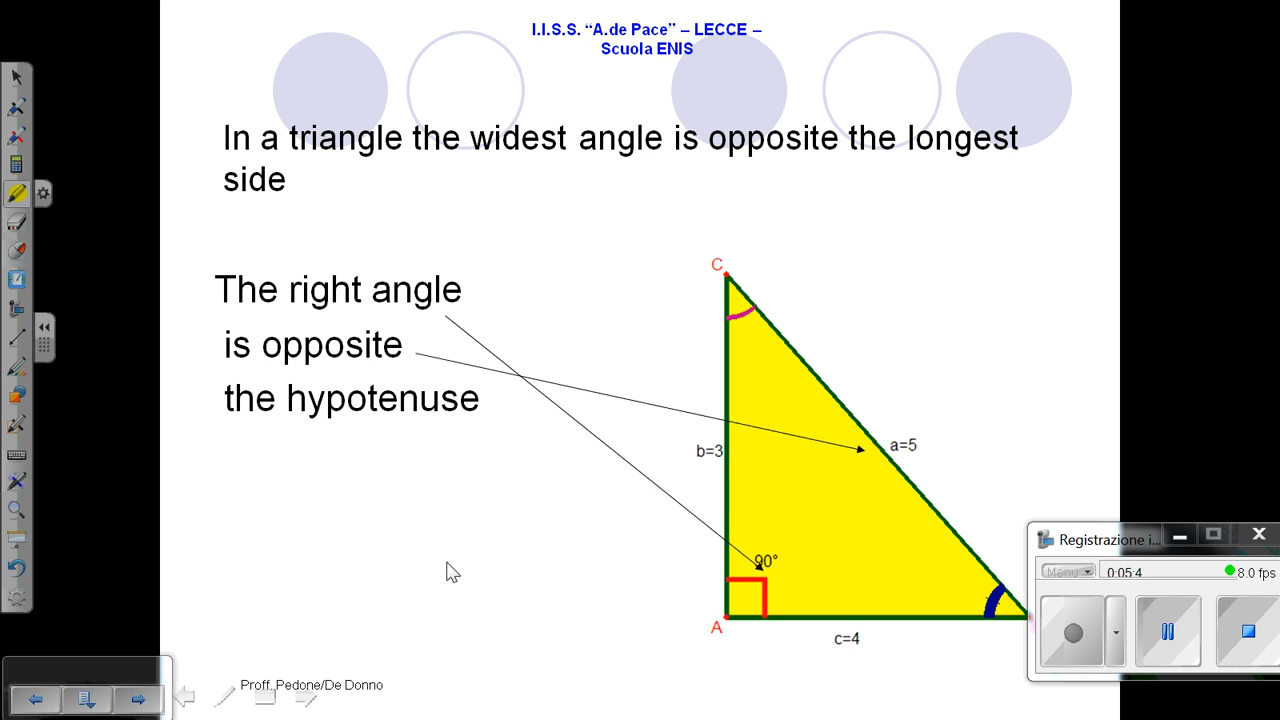 I.I.S.S. “A.de Pace” – LECCE –
Scuola ENIS
In a triangle the widest angle is opposite the longest
side
The right angle
is opposite
the hypotenuse
C
b=3
a=5
90°
A
c=4
Registrazione i...
Menu
0:05:4
8.0 fps
Proff. Pedone/De Donno